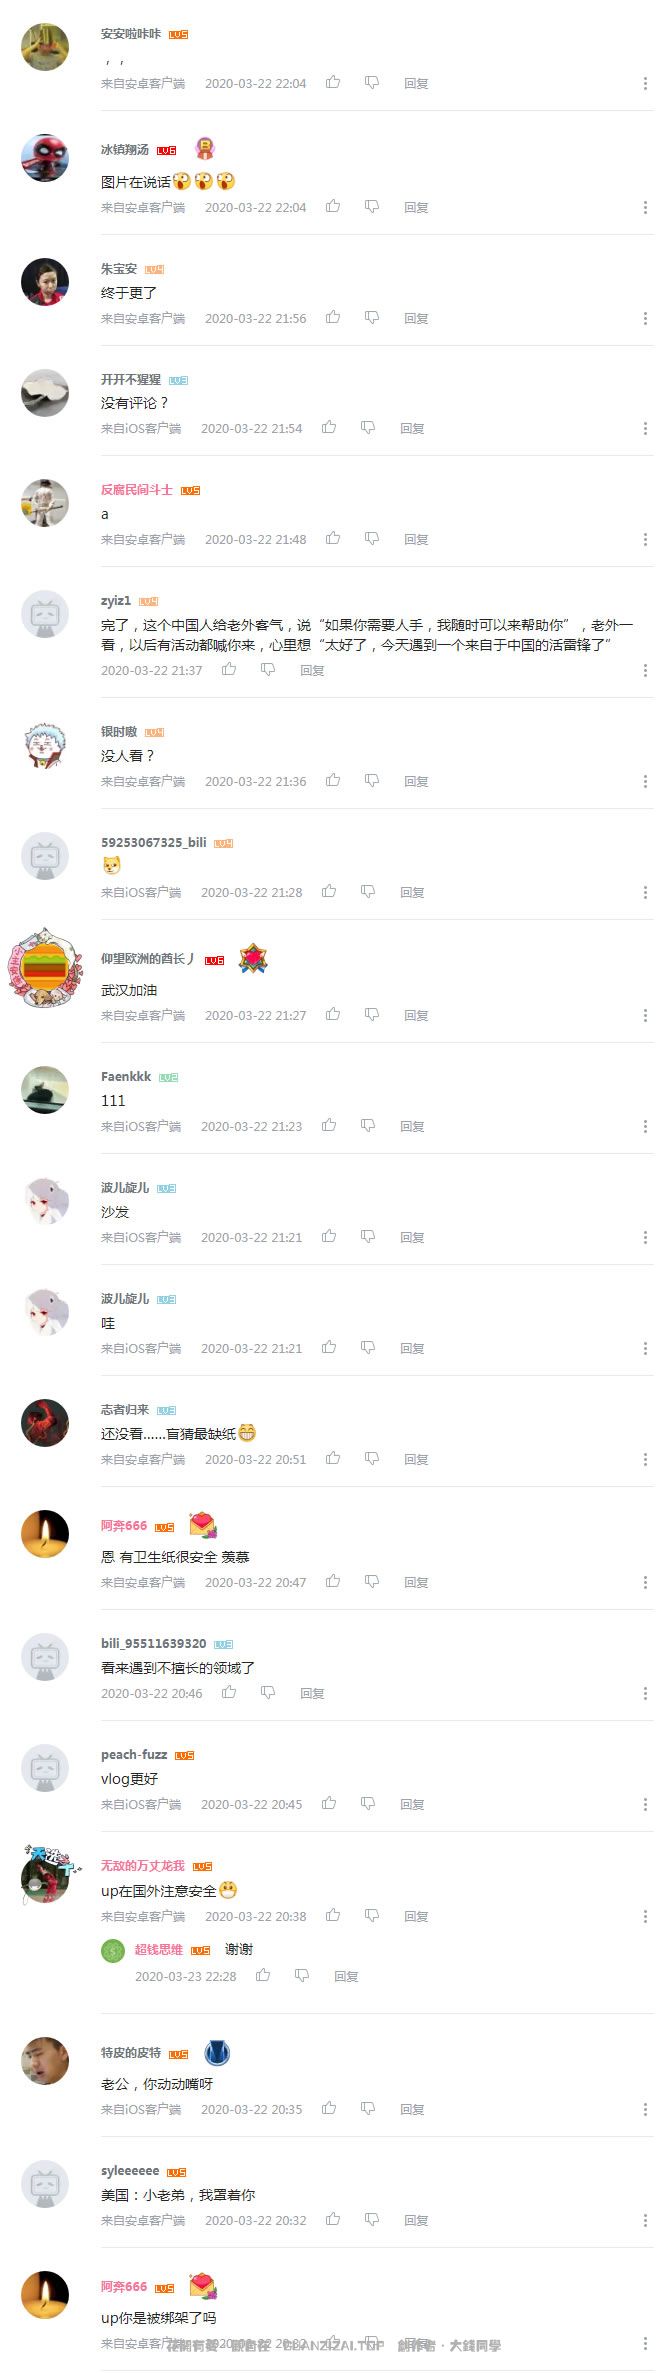 安安啦咔咔 LV5
，，
来自安卓客户端 2020-03-22 22:04 回复
冰镇翔汤 LV6
图片在说话
来自安卓客户端 2020-03-22 22:04 回复
朱宝安 LV4
终于更了
来自安卓客户端 2020-03-22 21:56 回复
开开不猩猩 LV3
没有评论？
来自iOS客户端 2020-03-22 21:54 回复
反腐民间斗士 LV5
a
来自安卓客户端 2020-03-22 21:48 回复
zyiz1 LV4
完了，这个中国人给老外客气，说“如果你需要人手，我随时可以来帮助你”，老外一
看，以后有活动都喊你来，心里想“太好了，今天遇到一个来自于中国的活雷锋了”
2020-03-22 21:37 回复
银时嗷 LV4
没人看？
来自安卓客户端 2020-03-22 21:36 回复
59253067325_bili LV4
来自iOS客户端 2020-03-22 21:28 回复
仰望欧洲的酋长丿 LV6
武汉加油
来自安卓客户端 2020-03-22 21:27 回复
Faenkkk LV2
111
来自iOS客户端 2020-03-22 21:23 回复
波儿旋儿 LV3
沙发
来自iOS客户端 2020-03-22 21:21 回复
波儿旋儿 LV3
哇
来自iOS客户端 2020-03-22 21:21 回复
志者归来 LV3
还没看......盲猜最缺纸
来自安卓客户端 2020-03-22 20:51 回复
阿奔666 LV5
恩 有卫生纸很安全 羡慕
来自安卓客户端 2020-03-22 20:47 回复
bili_95511639320 LV3
看来遇到不擅长的领域了
2020-03-22 20:46 回复
peach-fuzz LV5
vlog更好
来自iOS客户端 2020-03-22 20:45 回复
无敌的万丈龙我 LV5
up在国外注意安全
来自安卓客户端 2020-03-22 20:38 回复
超钱思维 LV5 谢谢
2020-03-23 22:28 回复
特皮的皮特 LV5
老公，你动动嘴呀
来自iOS客户端 2020-03-22 20:35 回复
syleeeeee LV5
美国：小老弟，我罩着你
来自安卓客户端 2020-03-22 20:32 回复
阿奔666 LV5
up你是被绑架了吗
来自安卓客户端 2020-03-22 20:32 回复
BANZIZAI.TOP 創作者·大錢同學